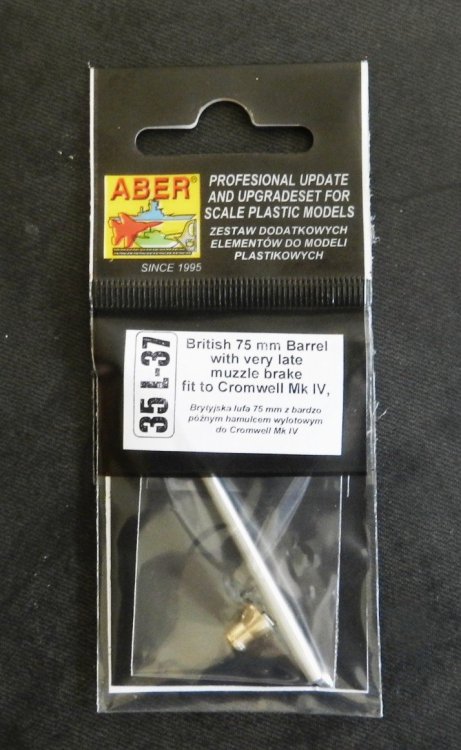 ABER®
SINCE 1995
PROFESIONAL UPDATE
AND UPGRADESET FOR
SCALE PLASTIC MODELS
ZESTAW DODATKOWYCH
ELEMENTÓW DO MODELI
PLASTIKOWYCH
35 L-37
British 75 mm Barrel
with very late
muzzle brake
fit to Cromwell Mk IV,
Brytyjska lufa 75 mm z bardzo
późnym hamulcem wylotowym
do Cromwell Mk IV